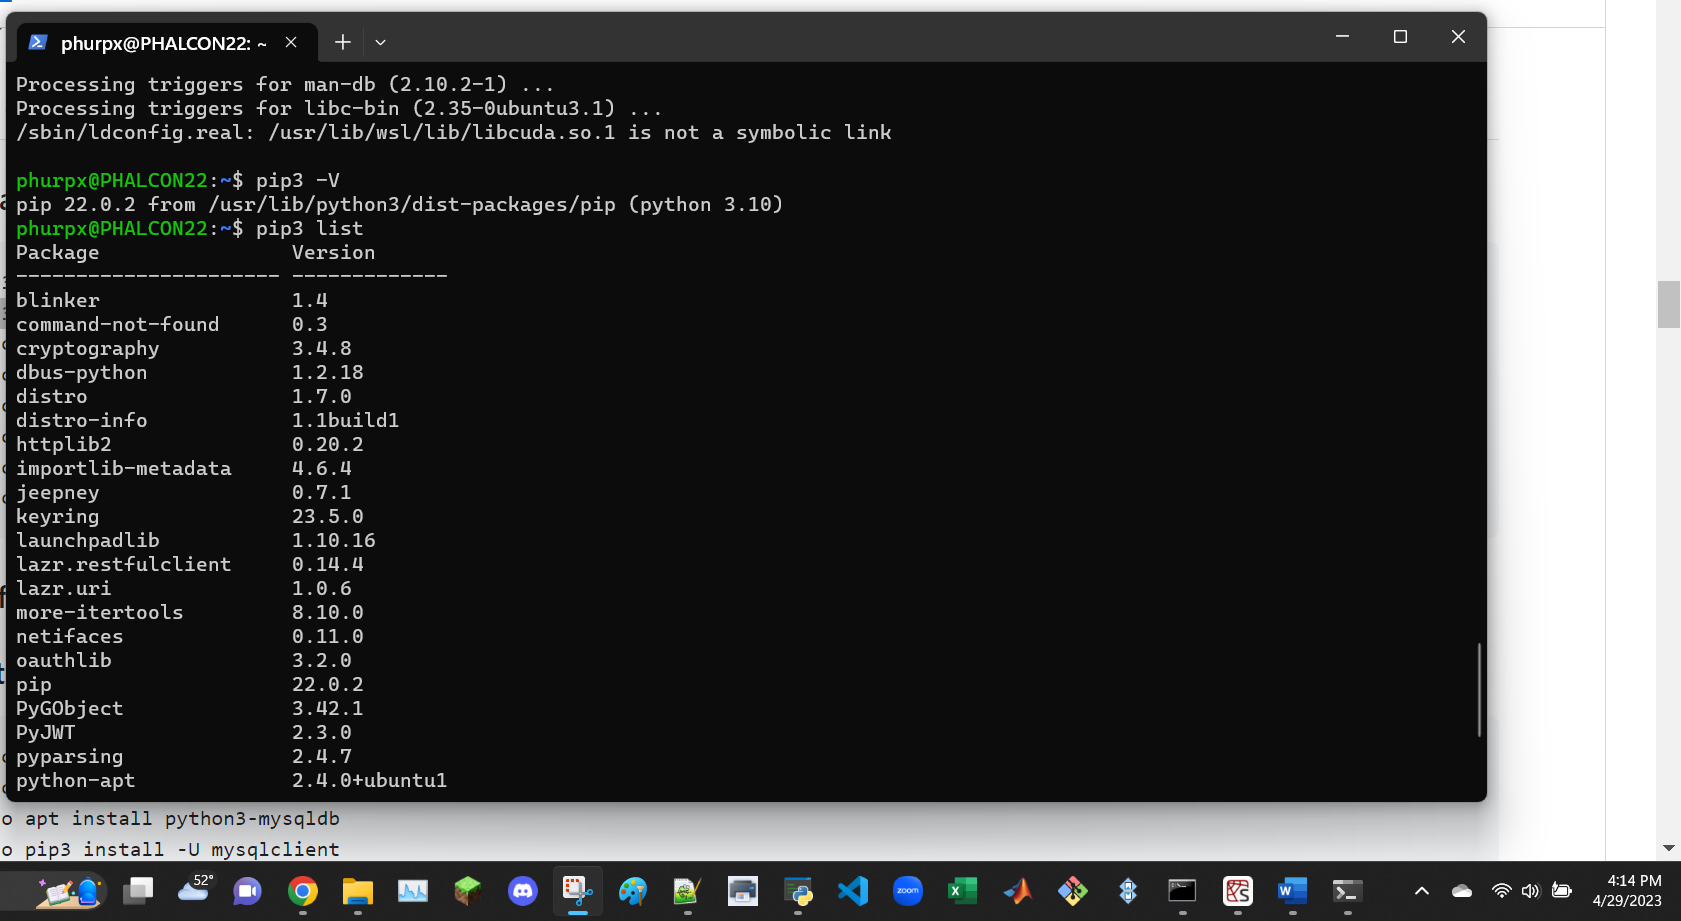 phurpx@PHALCON22: ~
Processing triggers for man-db (2.10.2-1) ...
Processing triggers for libc-bin (2.35-0ubuntu3.1) ...
/sbin/ldconfig.real: /usr/lib/wsl/lib/libcuda.so.1 is not a symbolic link
phurpx@PHALCON22:~$ pip3 -V
pip 22.0.2 from /usr/lib/python3/dist-packages/pip (python 3.10)
phurpx@PHALCON22:~$ pip3 list
Package Version
---------------------- -------------
blinker 1.4
command-not-found 0.3
cryptography 3.4.8
dbus-python 1.2.18
distro 1.7.0
distro-info 1.1build1
httplib2 0.20.2
importlib-metadata 4.6.4
jeepney 0.7.1
keyring 23.5.0
launchpadlib 1.10.16
lazr.restfulclient 0.14.4
lazr.uri 1.0.6
more-itertools 8.10.0
netifaces 0.11.0
oauthlib 3.2.0
pip 22.0.2
PyGObject 3.42.1
PyJWT 2.3.0
pyparsing 2.4.7
python-apt 2.4.0+ubuntu1
o apt install python3-mysqldb
o pip3 install -U mysqlclient
52°
zoom
4:14 PM
4/29/2023